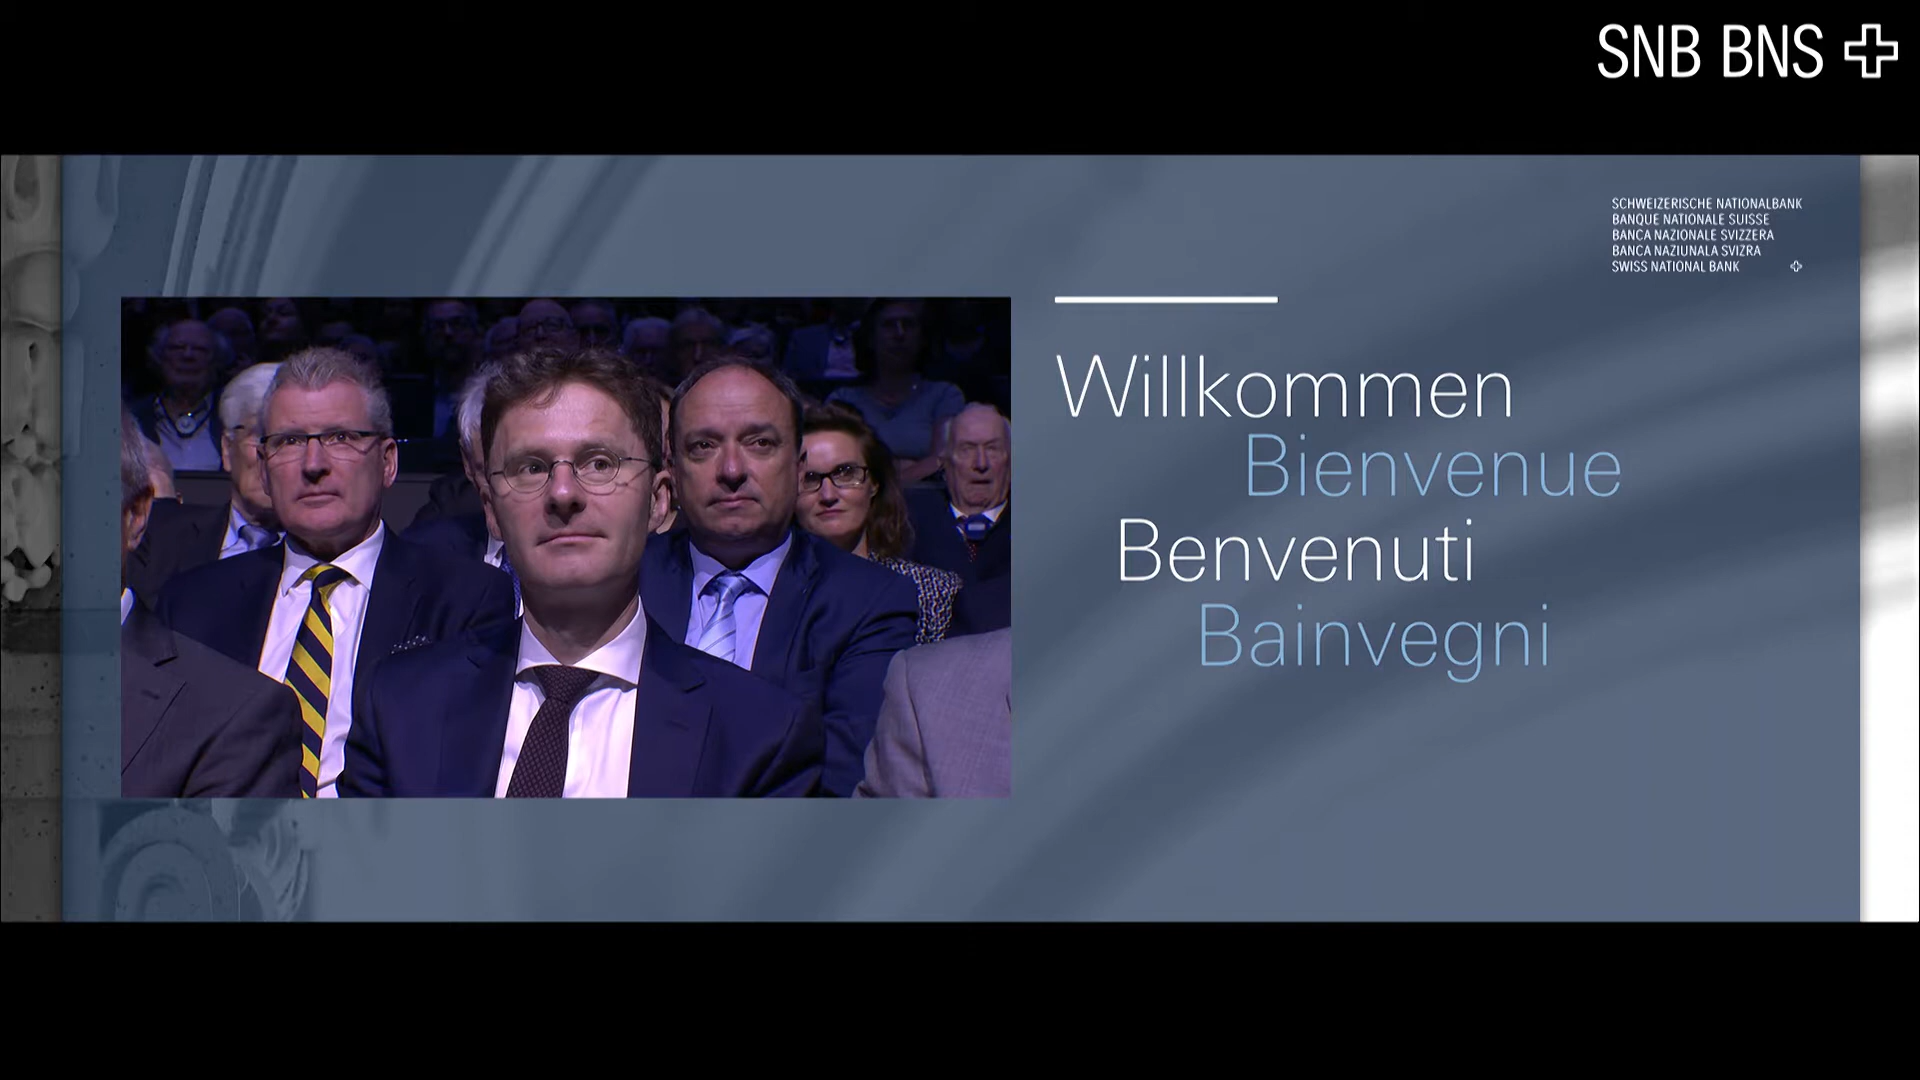 SNB BNS
SCHWEIZERISCHE NATIONALBANK
BANQUE NATIONALE SUISSE
BANCA NAZIONALE SVIZZERA
BANCA NAZIUNALA SVIZRA
SWISS NATIONAL BANK
Willkommen
Bienvenue
Benvenuti
Bainvegni